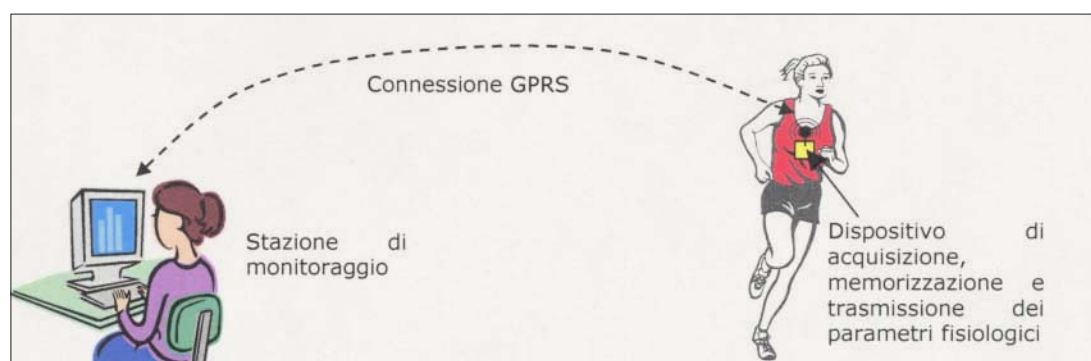 Connessione GPRS
Stazione di
monitoraggio
Dispositivo di
acquisizione,
memorizzazione e
trasmissione dei
parametri fisiologici